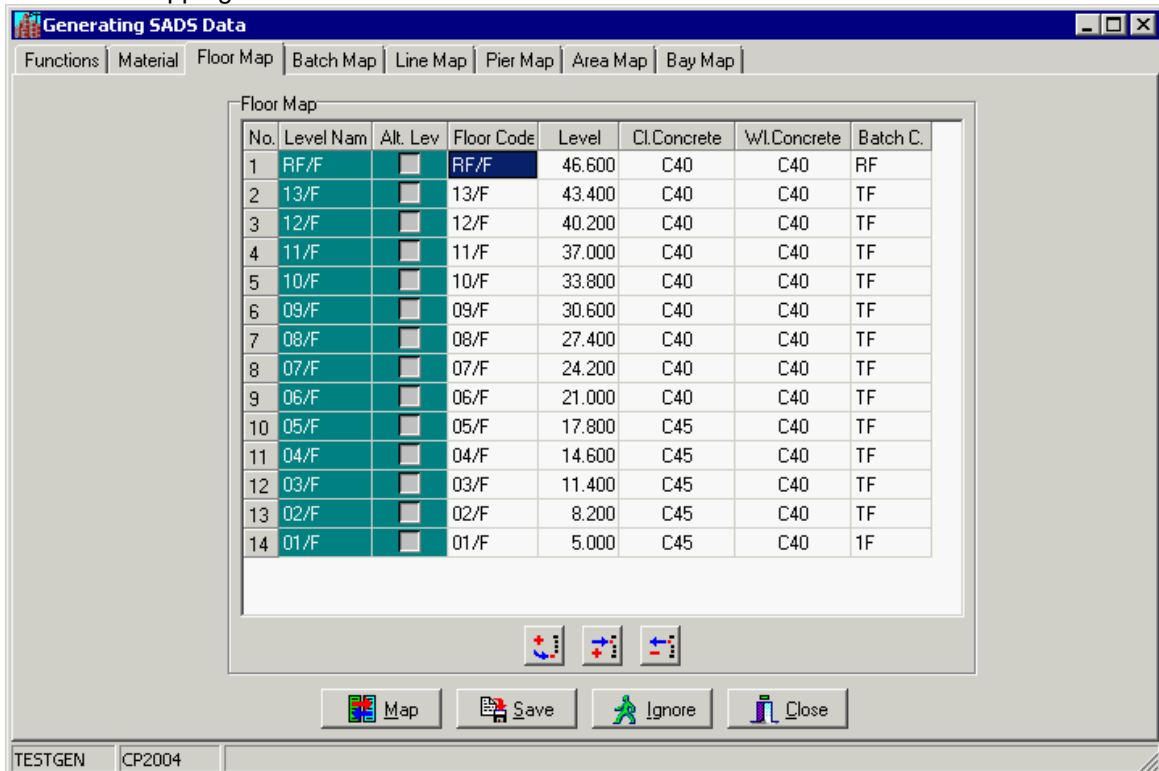 Generating SADS Data
Functions Material Floor Map Batch Map Line Map Pier Map Area Map Bay Map
Floor Map
No. Level Nam Alt. Lev Floor Code Level Cl.Concrete Wl.Concrete Batch C.
1 RF/F RF/F 46.600 C40 C40 RF
2 13/F 13/F 43.400 C40 C40 TF
3 12/F 12/F 40.200 C40 C40 TF
4 11/F 11/F 37.000 C40 C40 TF
5 10/F 10/F 33.800 C40 C40 TF
6 09/F 09/F 30.600 C40 C40 TF
7 08/F 08/F 27.400 C40 C40 TF
8 07/F 07/F 24.200 C40 C40 TF
9 06/F 06/F 21.000 C40 C40 TF
10 05/F 05/F 17.800 C45 C40 TF
11 04/F 04/F 14.600 C45 C40 TF
12 03/F 03/F 11.400 C45 C40 TF
13 02/F 02/F 8.200 C45 C40 TF
14 01/F 01/F 5.000 C45 C40 1F
Map Save Ignore Close
TESTGEN CP2004